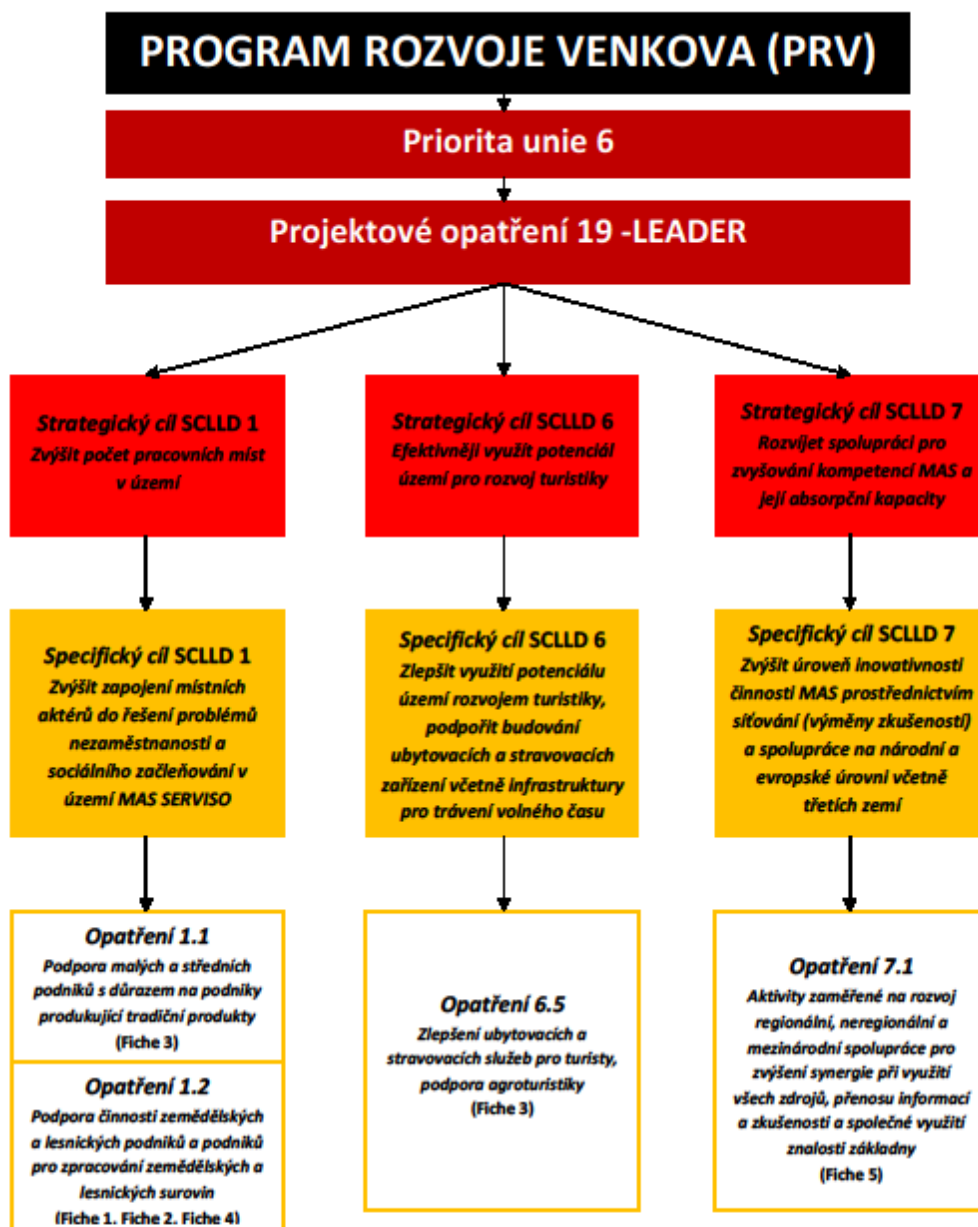 PROGRAM ROZVOJE VENKOVA (PRV)
Priorita unie 6
Projektové opatření 19 -LEADER
Strategický cíl SCLLD 1
Zvýšit počet pracovních míst
v území
Strategický cíl SCLLD 6
Efektivněji využít potenciál
území pro rozvoj turistiky
Strategický cíl SCLLD 7
Rozvíjet spolupráci pro
zvyšování kompetencí MAS a
její absorpční kapacity
Specifický cíl SCLLD 1
Zvýšit zapojení místních
aktérů do řešení problémů
nezaměstnanosti a
sociálního začleňování v
území MAS SERVISO
Specifický cíl SCLLD 6
Zlepšit využití potenciálu
území rozvojem turistiky,
podpořit budování
ubytovacích a stravovacích
zařízení včetně infrastruktury
pro trávení volného času
Specifický cíl SCLLD 7
Zvýšit úroveň inovativnosti
činnosti MAS prostřednictvím
síťování (výměny zkušeností)
a spolupráce na národní a
evropské úrovni včetně
třetích zemí
Opatření 1.1
Podpora malých a středních
podniků s důrazem na podniky
produkující tradiční produkty
(Fiche 3)
Opatření 1.2
Podpora činnosti zemědělských
a lesnických podniků a podniků
pro zpracování zemědělských a
lesnických surovin
(Fiche 1, Fiche 2, Fiche 4)
Opatření 6.5
Zlepšení ubytovacích a
stravovacích služeb pro turisty,
podpora agroturistiky
(Fiche 3)
Opatření 7.1
Aktivity zaměřené na rozvoj
regionální, neregionální a
mezinárodní spolupráce pro
zvýšení synergie při využití
všech zdrojů, přenosu informací
a zkušenosti a společné využití
znalosti základny
(Fiche 5)